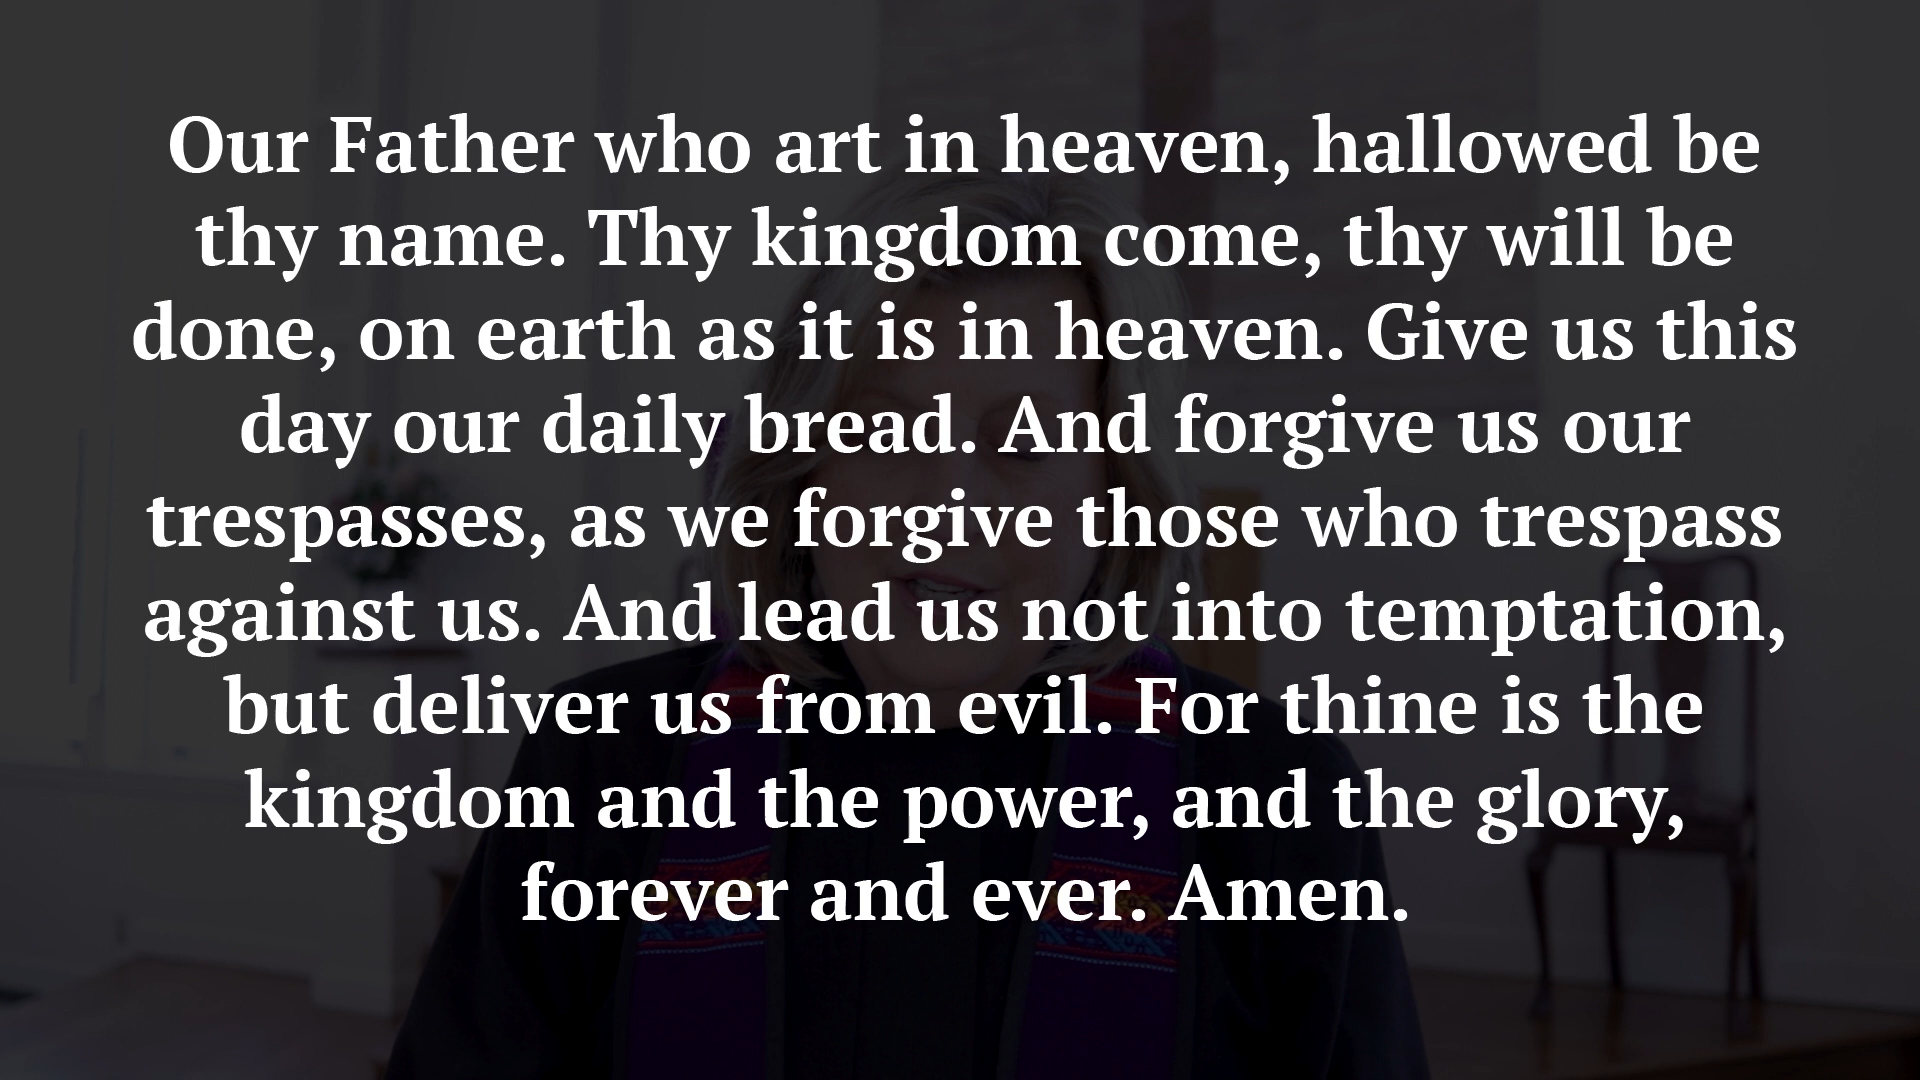 Our Father who art in heaven, hallowed be
thy name. Thy kingdom come, thy will be
done, on earth as it is in heaven. Give us this
day our daily bread. And forgive us our
trespasses, as we forgive those who trespass
against us. And lead us not into temptation,
but deliver us from evil. For thine is the
kingdom and the power, and the glory,
forever and ever. Amen.